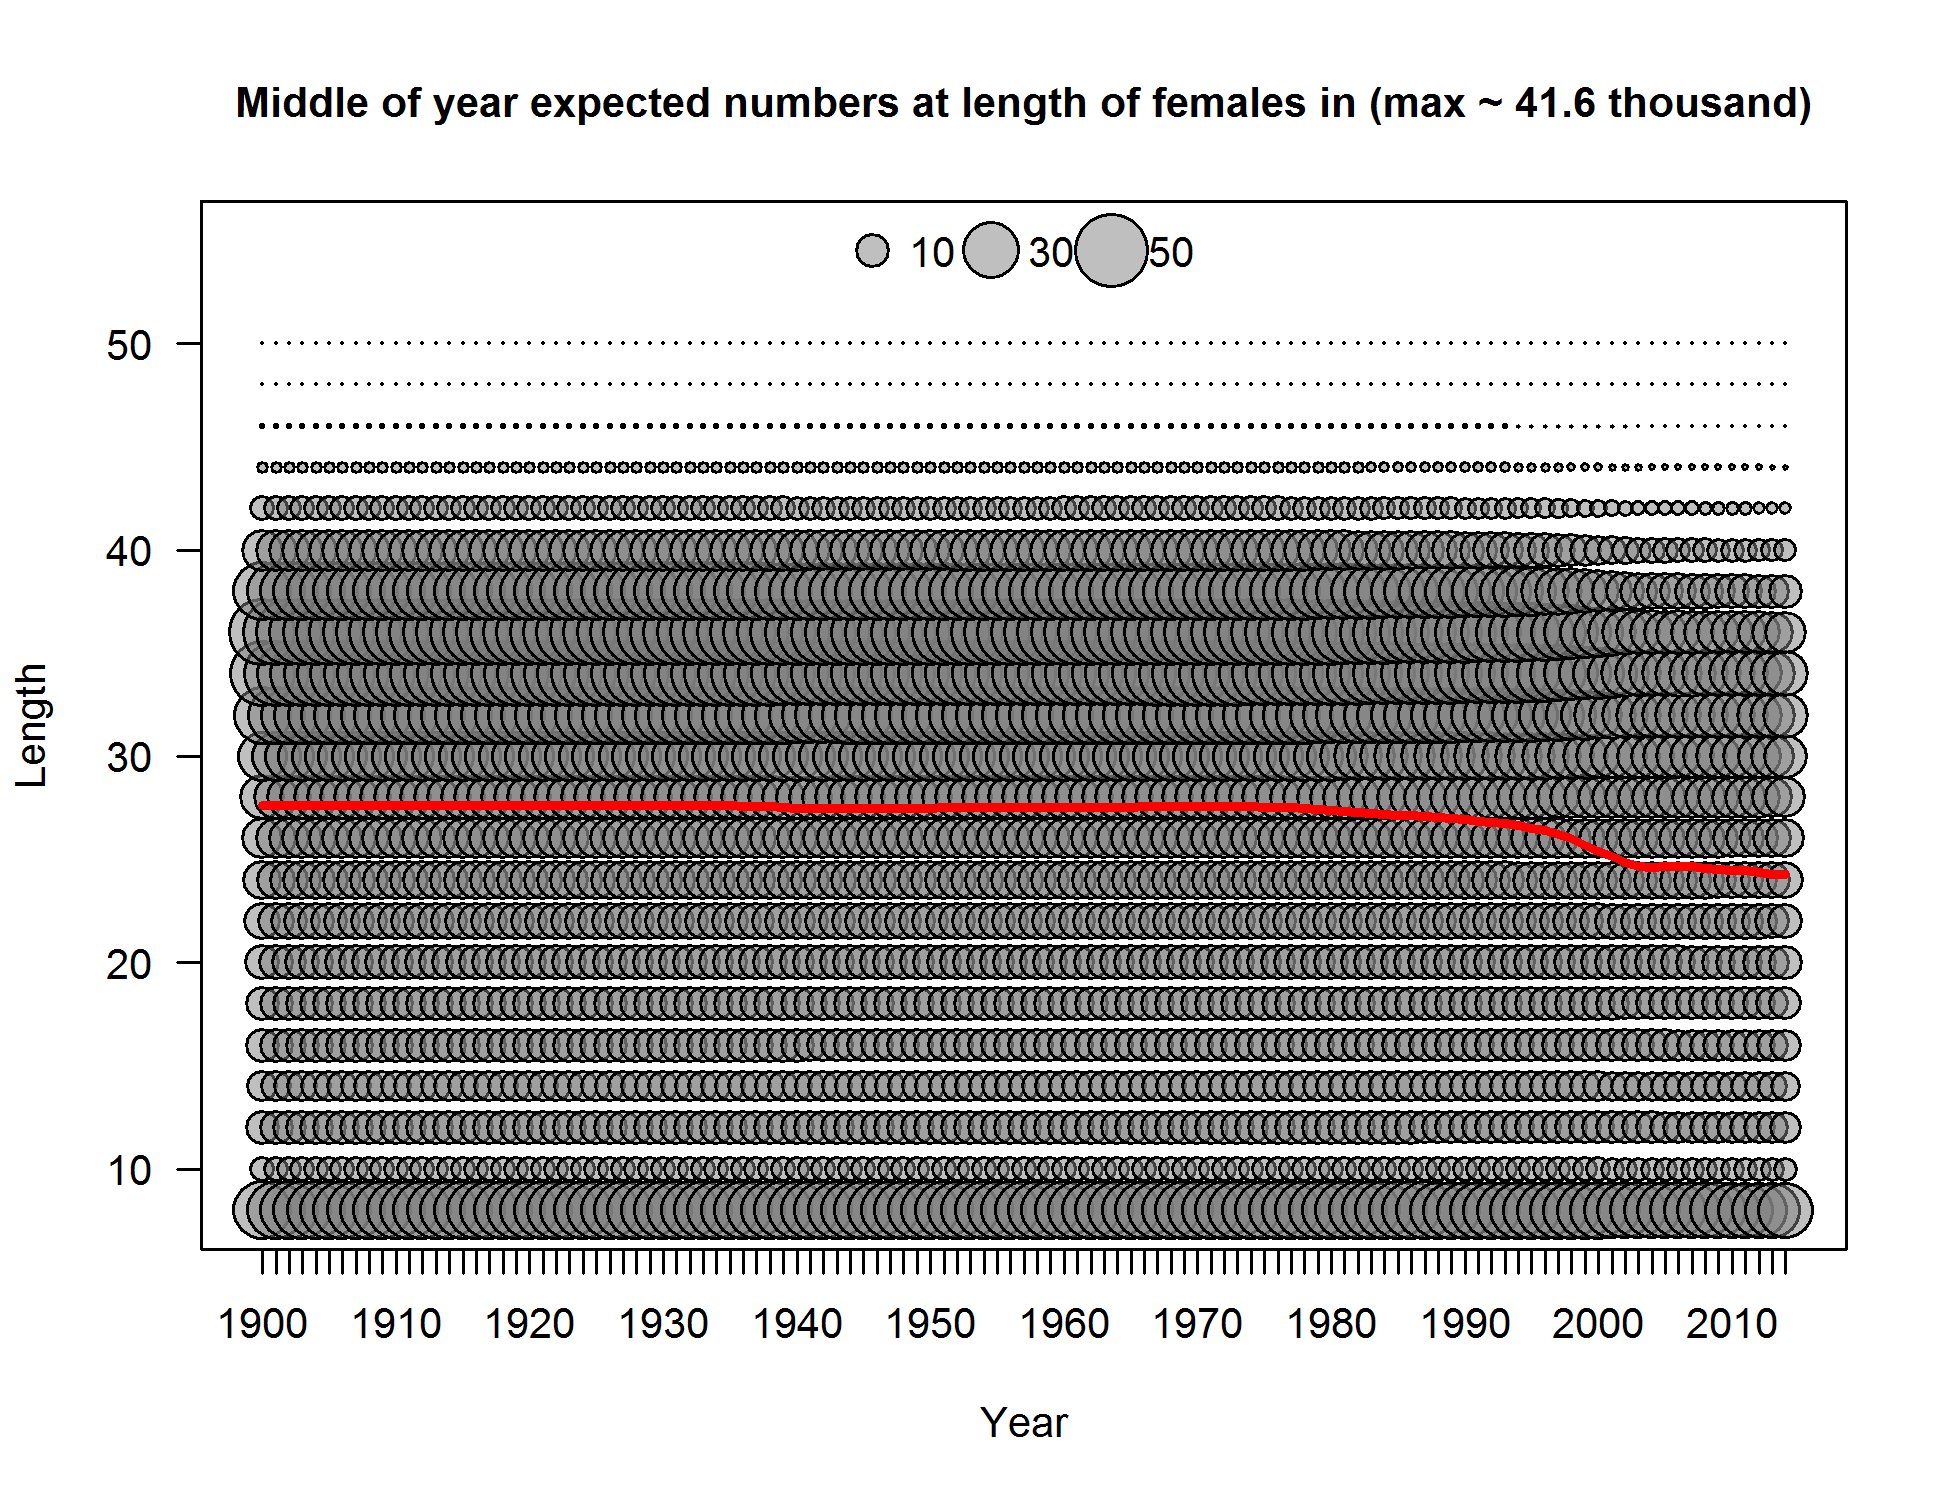 Middle of year expected numbers at length of females in (max ~ 41.6 thousand)
10 30 50
50
40
30
20
10
Length
1900 1910 1920 1930 1940 1950 1960 1970 1980 1990 2000 2010
Year